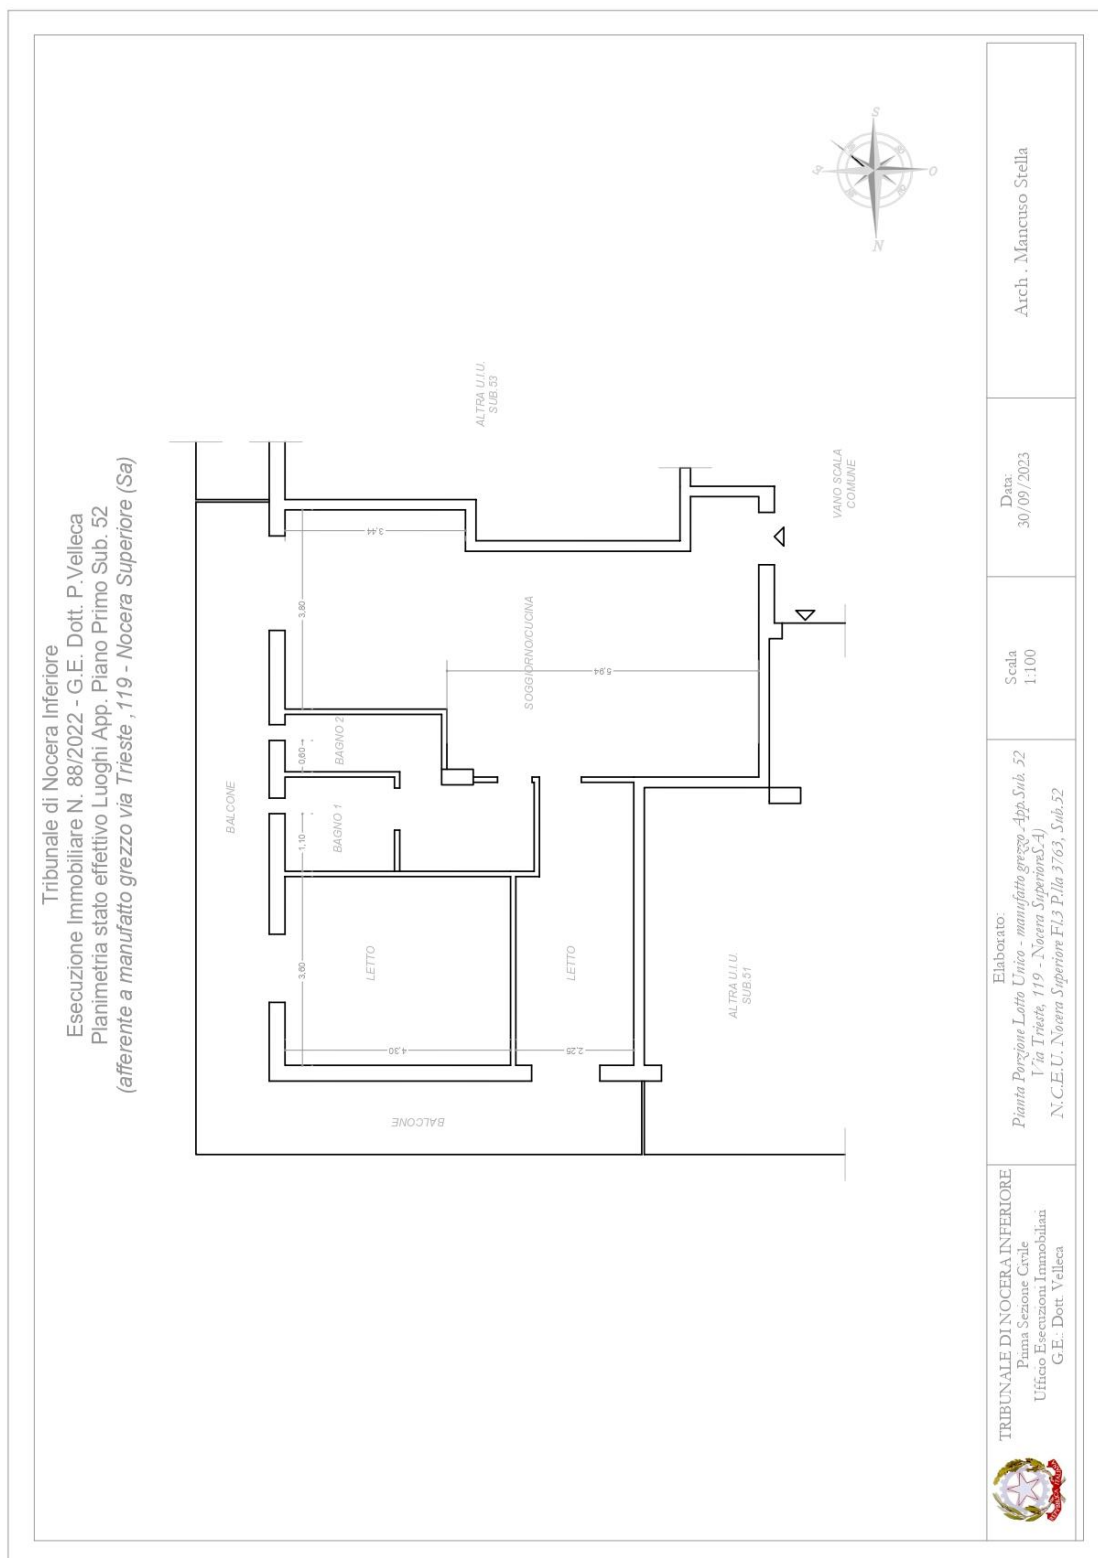 Tribunale di Nocera Inferiore
Esecuzione Immobiliare N. 88/2022 - G.E. Dott. P.Velleca
Planimetria stato effettivo Luoghi App. Piano Primo Sub. 52
(afferente a manufatto grezzo via Trieste ,119 - Nocera Superiore (Sa)
BALCONE
3,60
1,10
0,60
3,80
3,44
BAGNO 1
BAGNO 2
LETTO
4,30
BALCONE
ALTRA U.I.U.
SUB.53
SOGGIORNO/CUCINA
5,94
LETTO
2,25
ALTRA U.I.U.
SUB.51
VANO SCALA
COMUNE
S
O
N
TRIBUNALE DI NOCERA INFERIORE
Prima Sezione Civile
Ufficio Esecuzioni Immobiliari
G.E.: Dott. Velleca
Elaborato:
Pianta Porzione Lotto Unico - manufatto grezzo App.Sub. 52
Via Trieste, 119 - Nocera SuperioreSA)
N.C.E.U. Nocera Superiore Fl.3 P.lla 3763, Sub.52
Scala
1:100
Data:
30/09/2023
Arch . Mancuso Stella